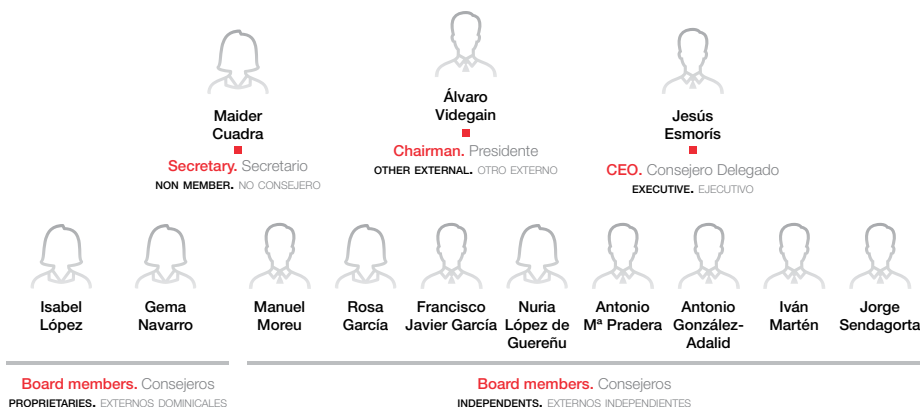 Maider
Cuadra
Secretary. Secretario
NON MEMBER. NO CONSEJERO
Álvaro
Videgain
Chairman. Presidente
OTHER EXTERNAL. OTRO EXTERNO
Jesús
Esmorís
CEO. Consejero Delegado
EXECUTIVE. EJECUTIVO
Isabel
López
Gema
Navarro
Manuel
Moreu
Rosa
García
Francisco
Javier García
Nuria
López de
Guereñu
Antonio
Mª Pradera
Antonio
González-
Adalid
Iván
Martén
Jorge
Sendagorta
Board members. Consejeros
PROPRIETARIES. EXTERNOS DOMINICALES
Board members. Consejeros
INDEPENDENTS. EXTERNOS INDEPENDIENTES